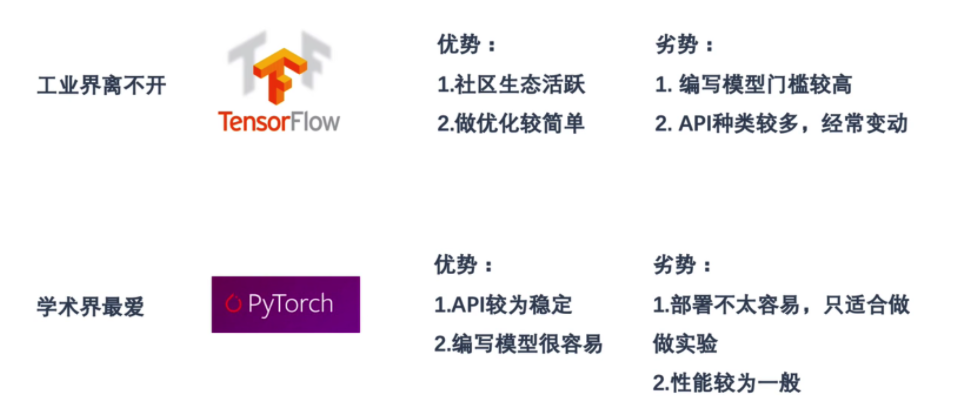 工业界离不开
TensorFlow
优势：
1.社区生态活跃
2.做优化较简单
劣势：
1. 编写模型门槛较高
2. API种类较多，经常变动
学术界最爱
PyTorch
优势：
1.API较为稳定
2.编写模型很容易
劣势：
1.部署不太容易，只适合做
做实验
2.性能较为一般